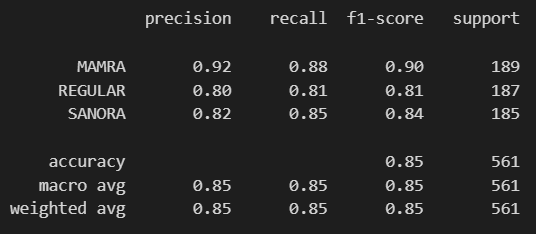 precision recall f1-score support
MAMRA 0.92 0.88 0.90 189
REGULAR 0.80 0.81 0.81 187
SANORA 0.82 0.85 0.84 185
accuracy 0.85 561
macro avg 0.85 0.85 0.85 561
weighted avg 0.85 0.85 0.85 561